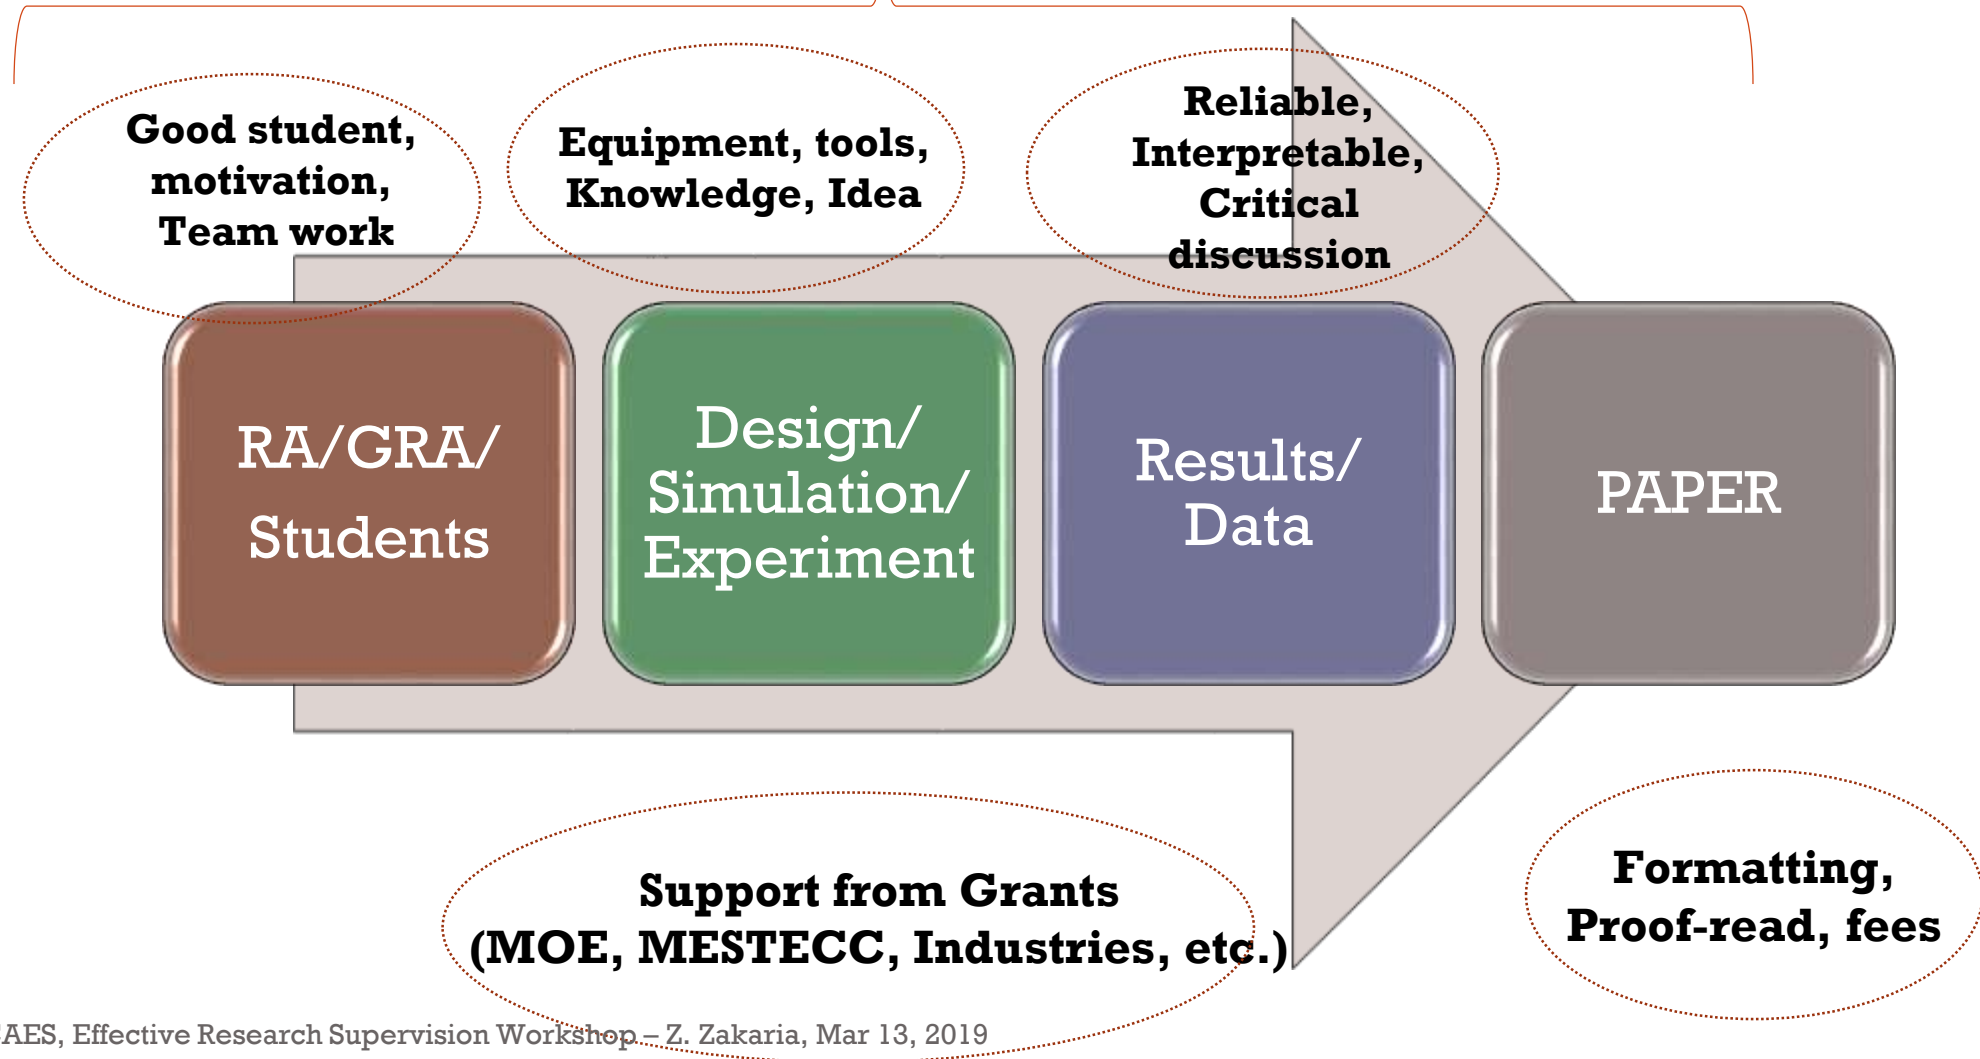 Good student,
motivation,
Team work
Equipment, tools,
Knowledge, Idea
Reliable,
Interpretable,
Critical
discussion
RA/GRA/
Students
Design/
Simulation/
Experiment
Results/
Data
PAPER
Support from Grants
(MOE, MESTECC, Industries, etc.)
Formatting,
Proof-read, fees
AES, Effective Research Supervision Workshop – Z. Zakaria, Mar 13, 2019